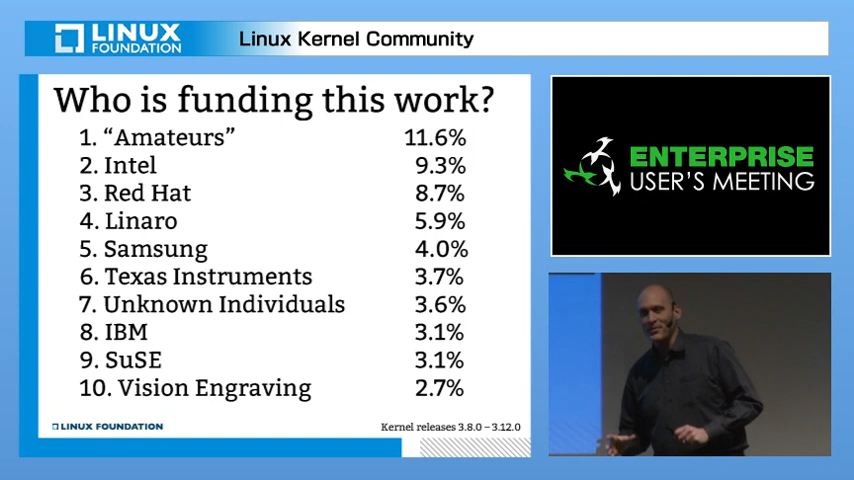 LINUX
FOUNDATION
Linux Kernel Community
Who is funding this work?
1. “Amateurs” 11.6%
2. Intel 9.3%
3. Red Hat 8.7%
4. Linaro 5.9%
5. Samsung 4.0%
6. Texas Instruments 3.7%
7. Unknown Individuals 3.6%
8. IBM 3.1%
9. SuSE 3.1%
10. Vision Engraving 2.7%
LINUX FOUNDATION
Kernel releases 3.8.0 – 3.12.0
ENTERPRISE
USER'S MEETING